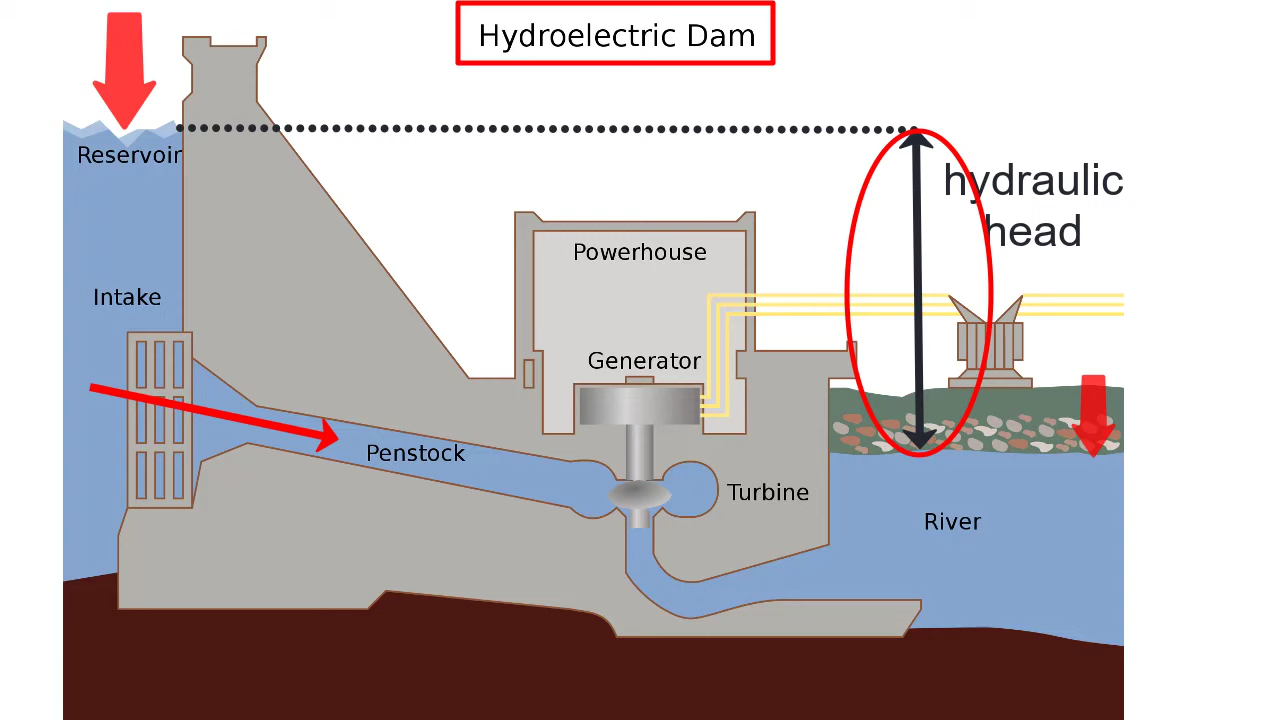 Hydroelectric Dam
Reservoir
hydraulic
head
Powerhouse
Intake
Generator
Penstock
Turbine
River